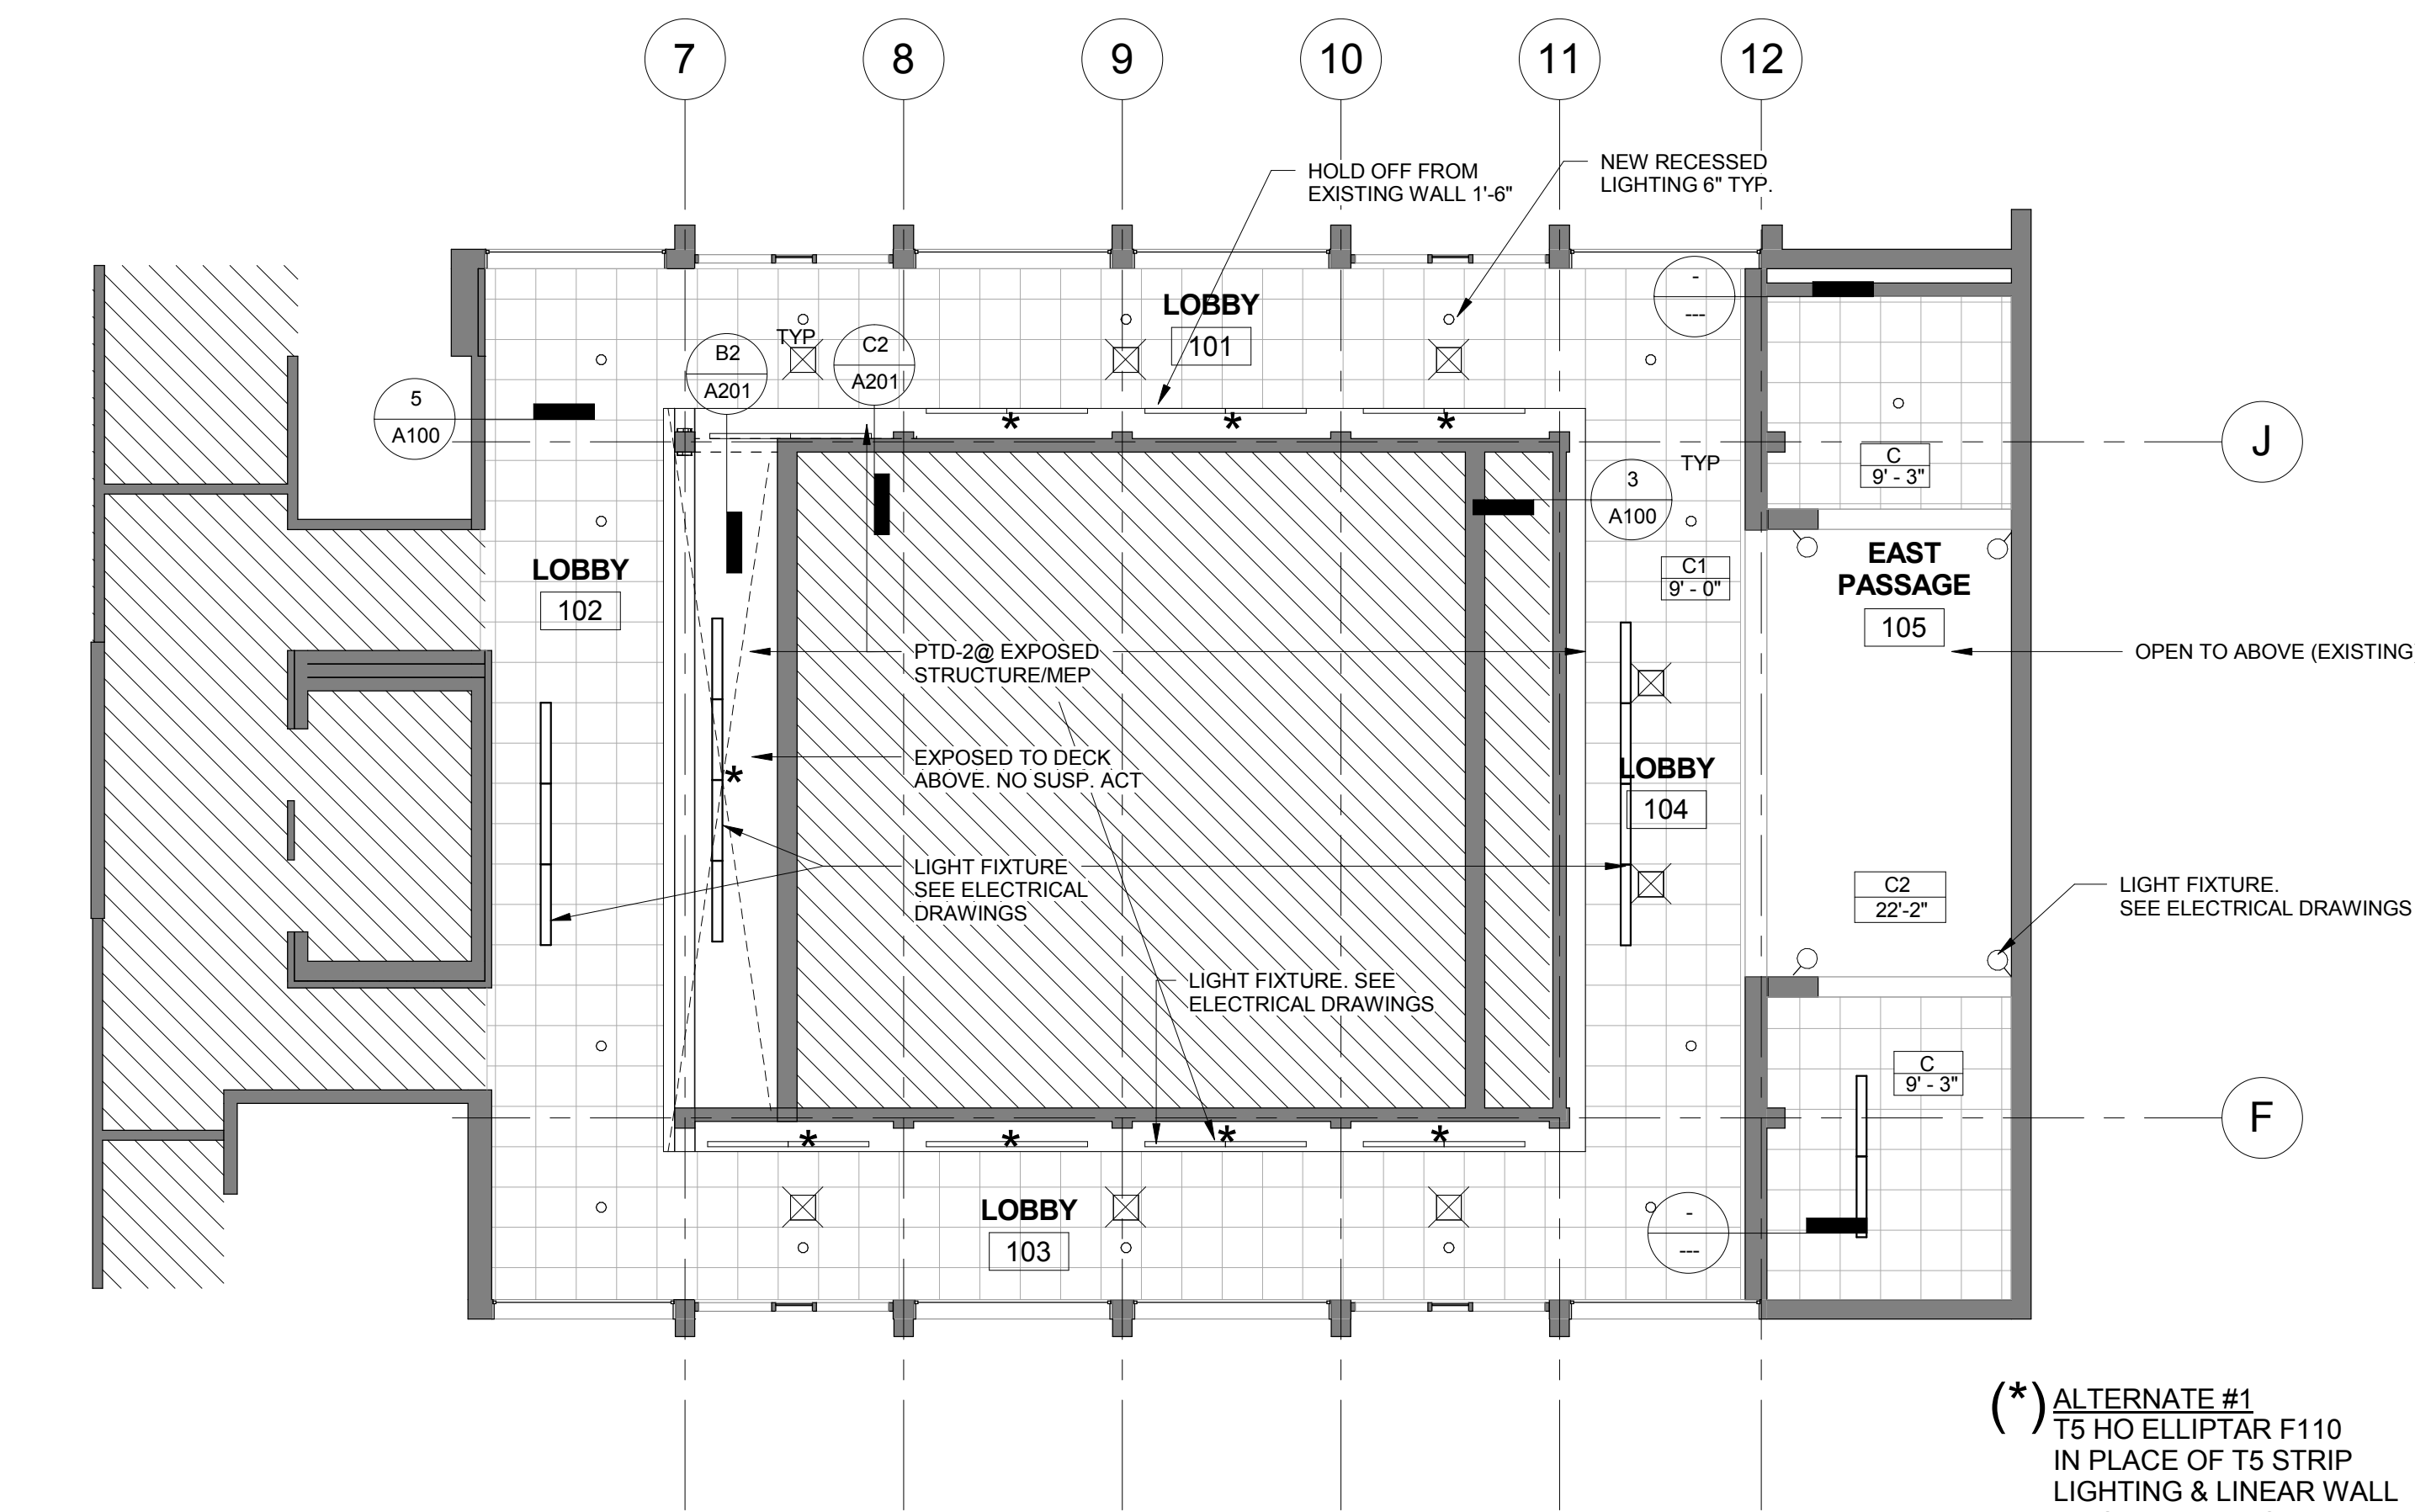 7
8
9
10
11
12
HOLD OFF FROM
EXISTING WALL 1'-6"
NEW RECESSED
LIGHTING 6" TYP.
-
---
LOBBY
101
TYP
B2
A201
C2
A201
5
A100
*
*
*
J
C
9' - 3"
TYP
3
A100
LOBBY
102
C1
9' - 0"
EAST
PASSAGE
105
PTD-2@ EXPOSED
STRUCTURE/MEP
OPEN TO ABOVE (EXISTING
EXPOSED TO DECK
ABOVE. NO SUSP. ACT
*
LOBBY
104
LIGHT FIXTURE
SEE ELECTRICAL
DRAWINGS
C2
22'-2"
LIGHT FIXTURE.
SEE ELECTRICAL DRAWINGS
LIGHT FIXTURE. SEE
ELECTRICAL DRAWINGS
C
9' - 3"
F
*
*
*
*
LOBBY
103
-
---
(*) ALTERNATE #1
T5 HO ELLIPTAR F110
IN PLACE OF T5 STRIP
LIGHTING & LINEAR WALL